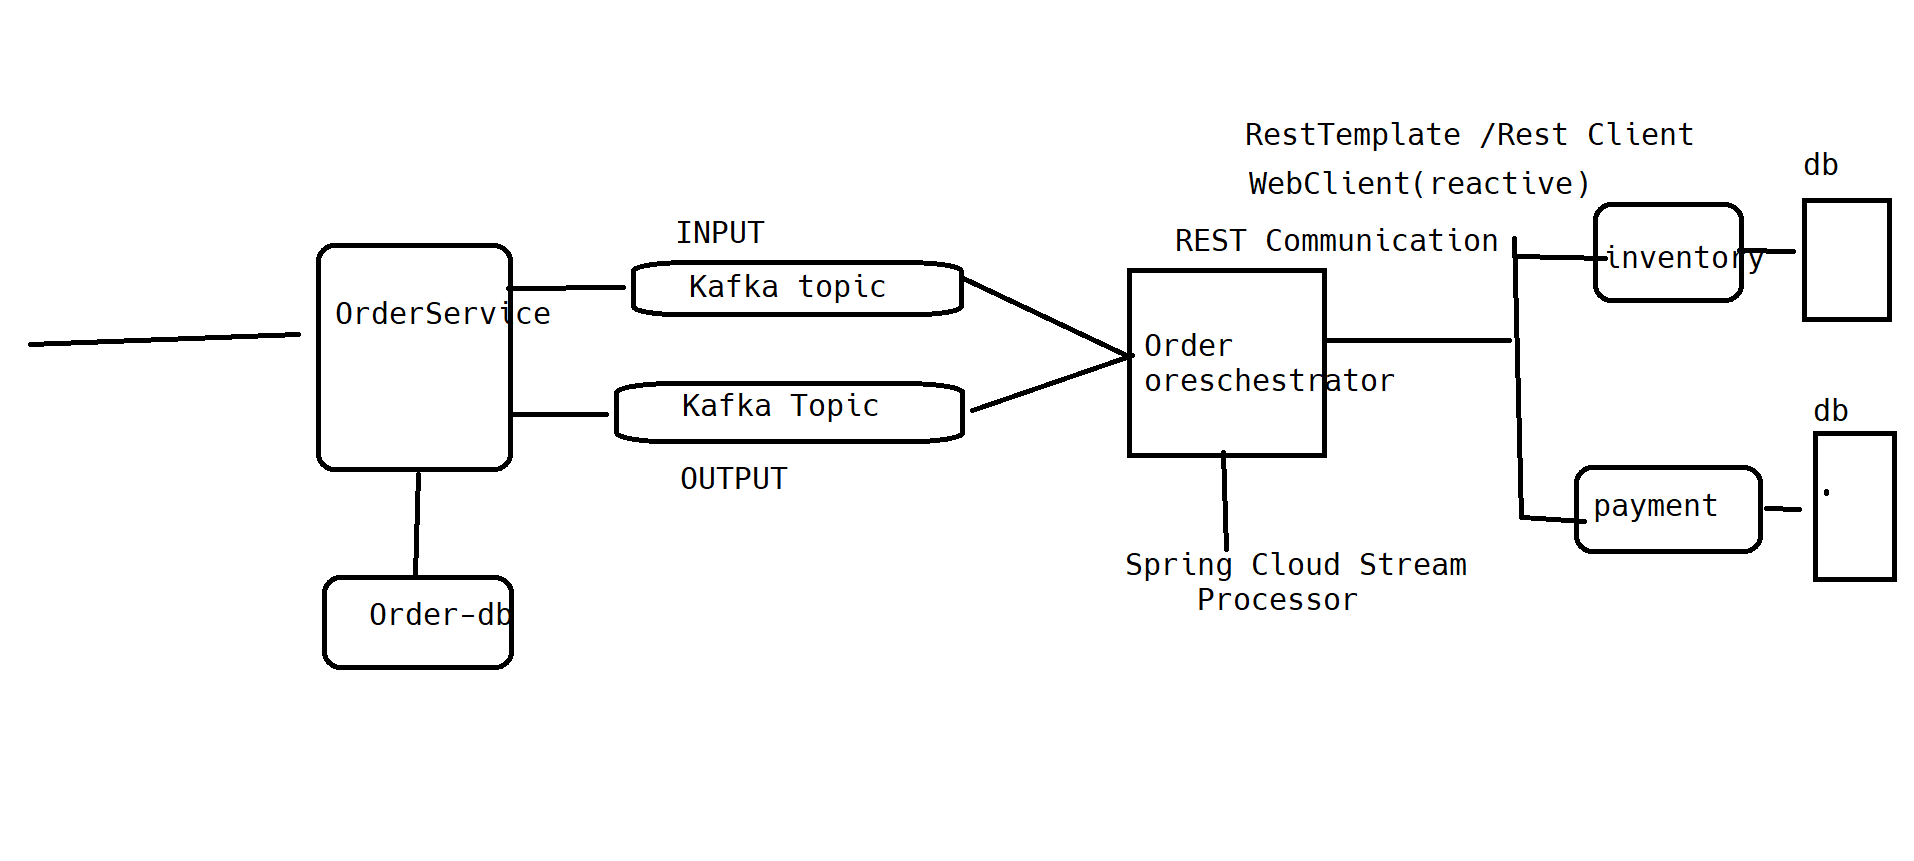 RestTemplate /Rest Client
WebClient(reactive)
REST Communication
db
inventory
INPUT
Kafka topic
OrderService
Order
oreschestrator
Kafka Topic
OUTPUT
db
payment
Spring Cloud Stream
Processor
Order-db